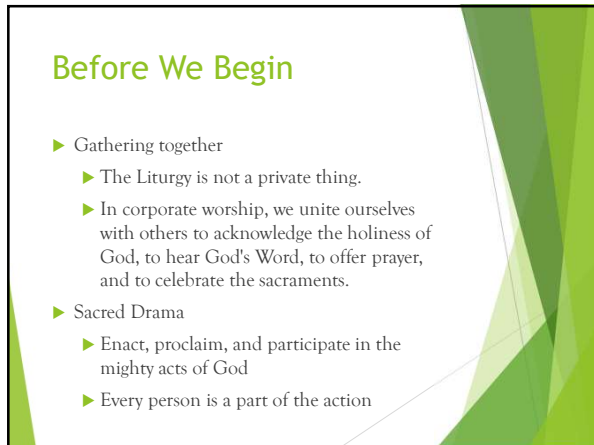 Before We Begin
Gathering together
The Liturgy is not a private thing.
In corporate worship, we unite ourselves
with others to acknowledge the holiness of
God, to hear God's Word, to offer prayer,
and to celebrate the sacraments.
Sacred Drama
Enact, proclaim, and participate in the
mighty acts of God
Every person is a part of the action